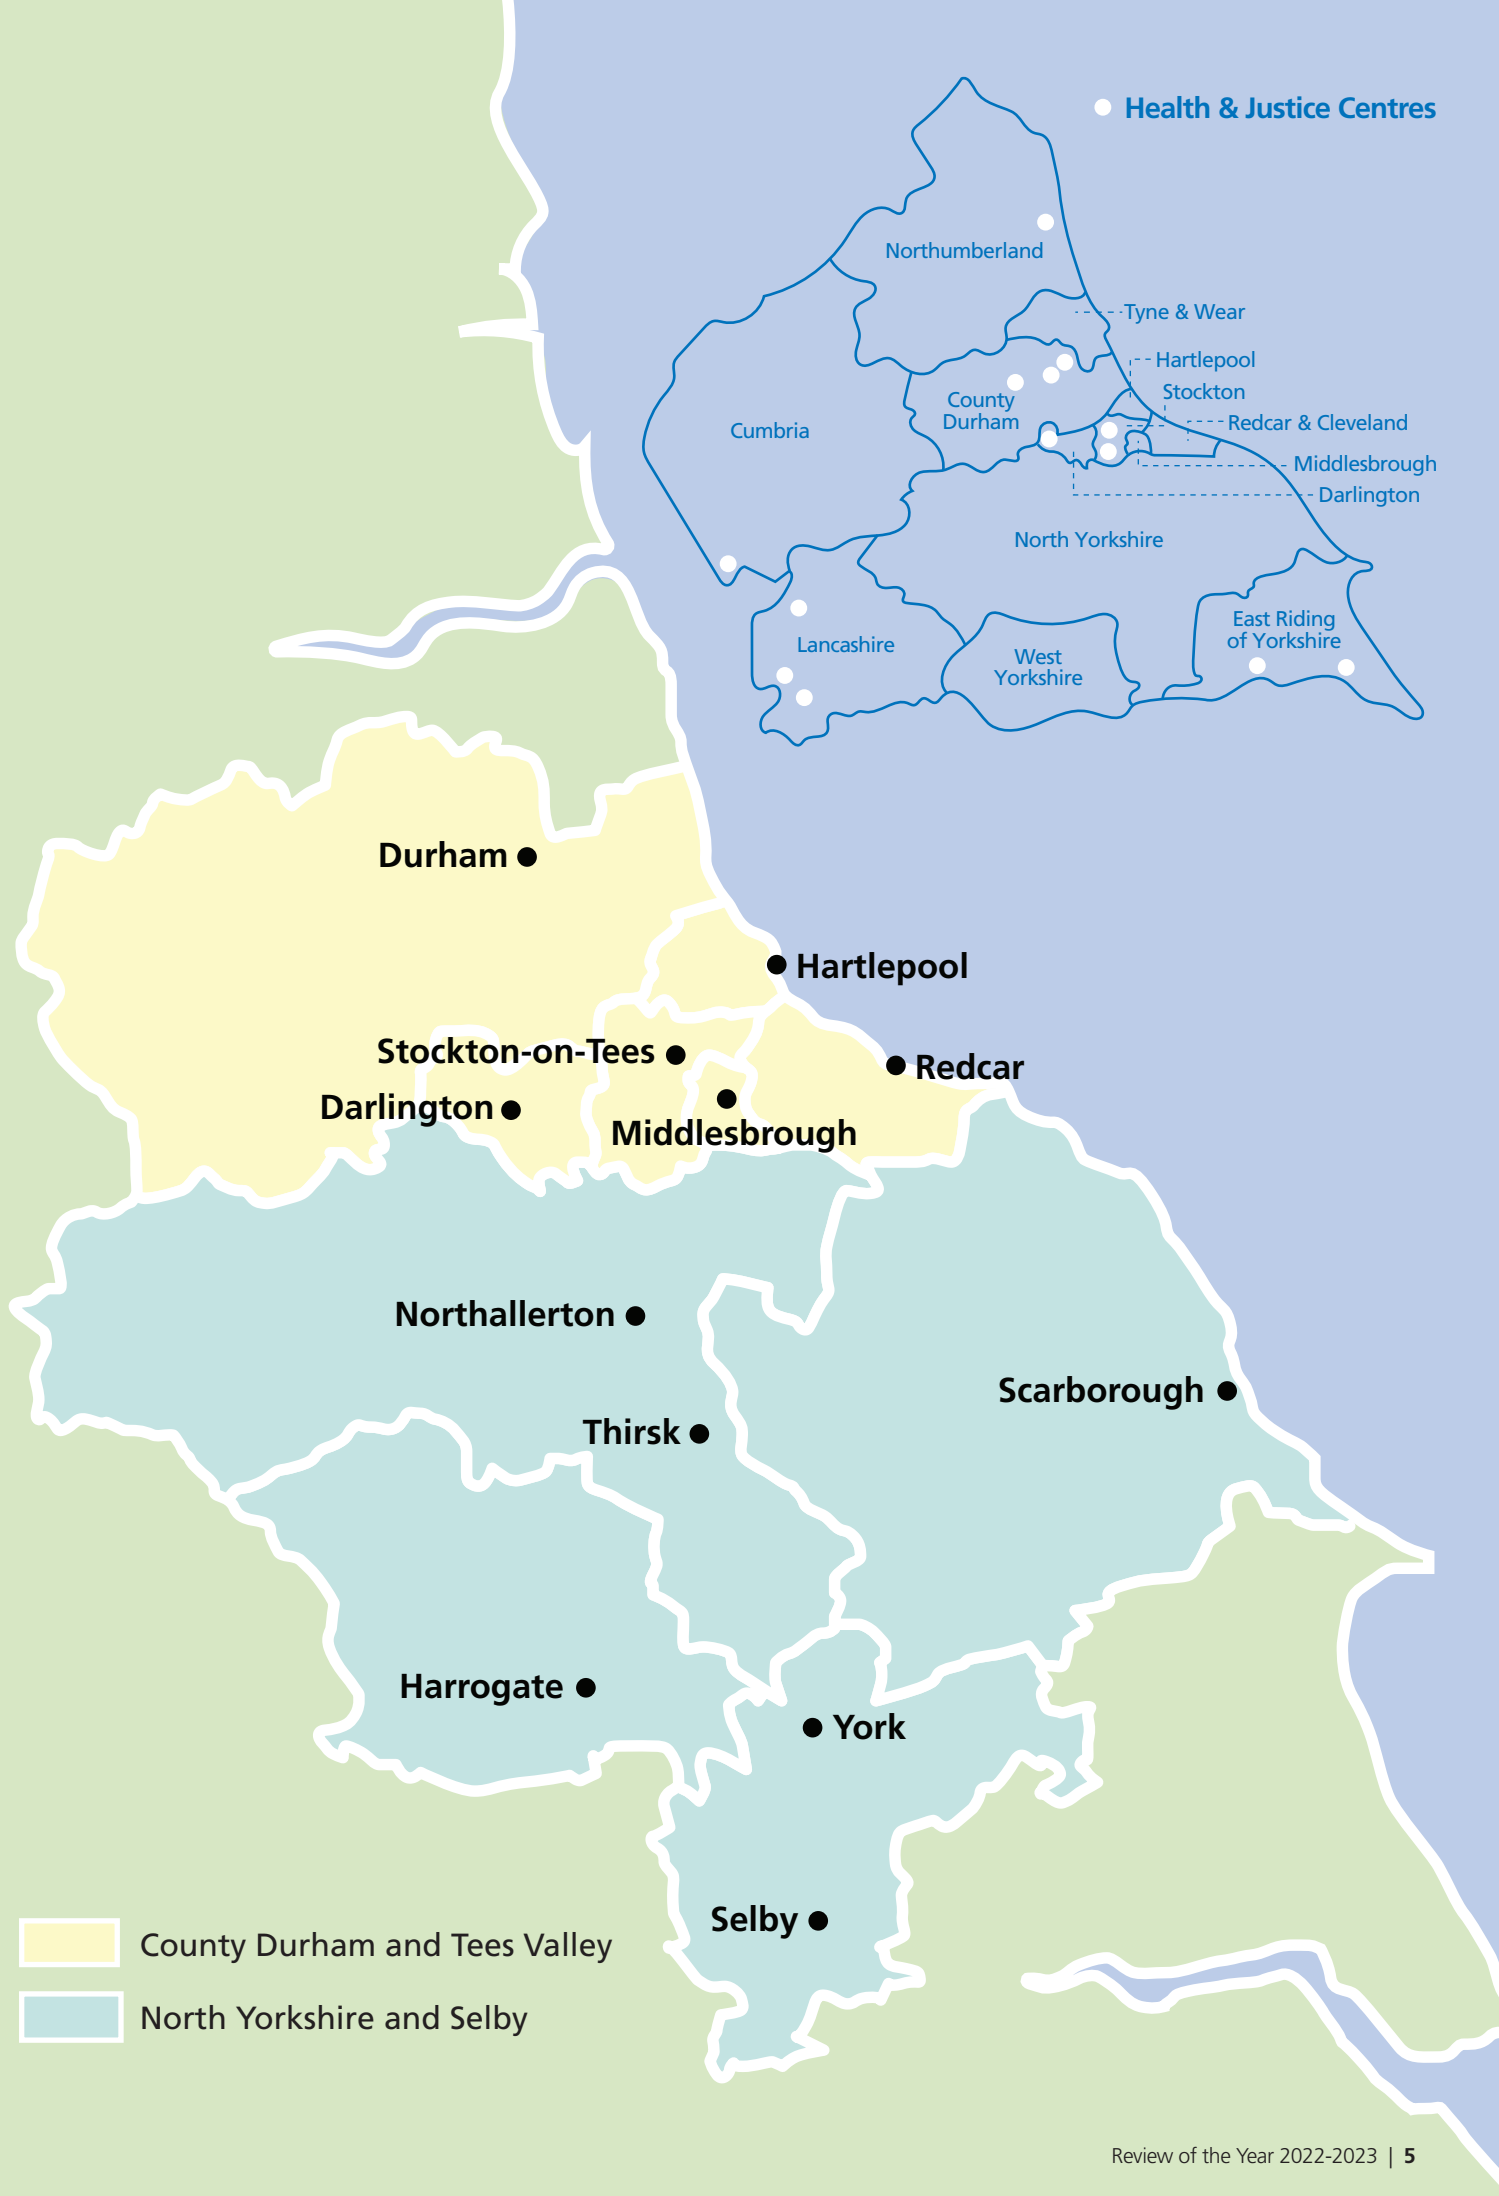 Health & Justice Centres
Northumberland
Tyne & Wear
Hartlepool
Stockton
County
Durham
Redcar & Cleveland
Cumbria
Middlesbrough
Darlington
North Yorkshire
East Riding
of Yorkshire
Lancashire
West
Yorkshire
Durham
Hartlepool
Stockton-on-Tees
Redcar
Darlington
Middlesbrough
Northallerton
Scarborough
Thirsk
Harrogate
York
Selby
County Durham and Tees Valley
North Yorkshire and Selby
Review of the Year 2022-2023 | 5